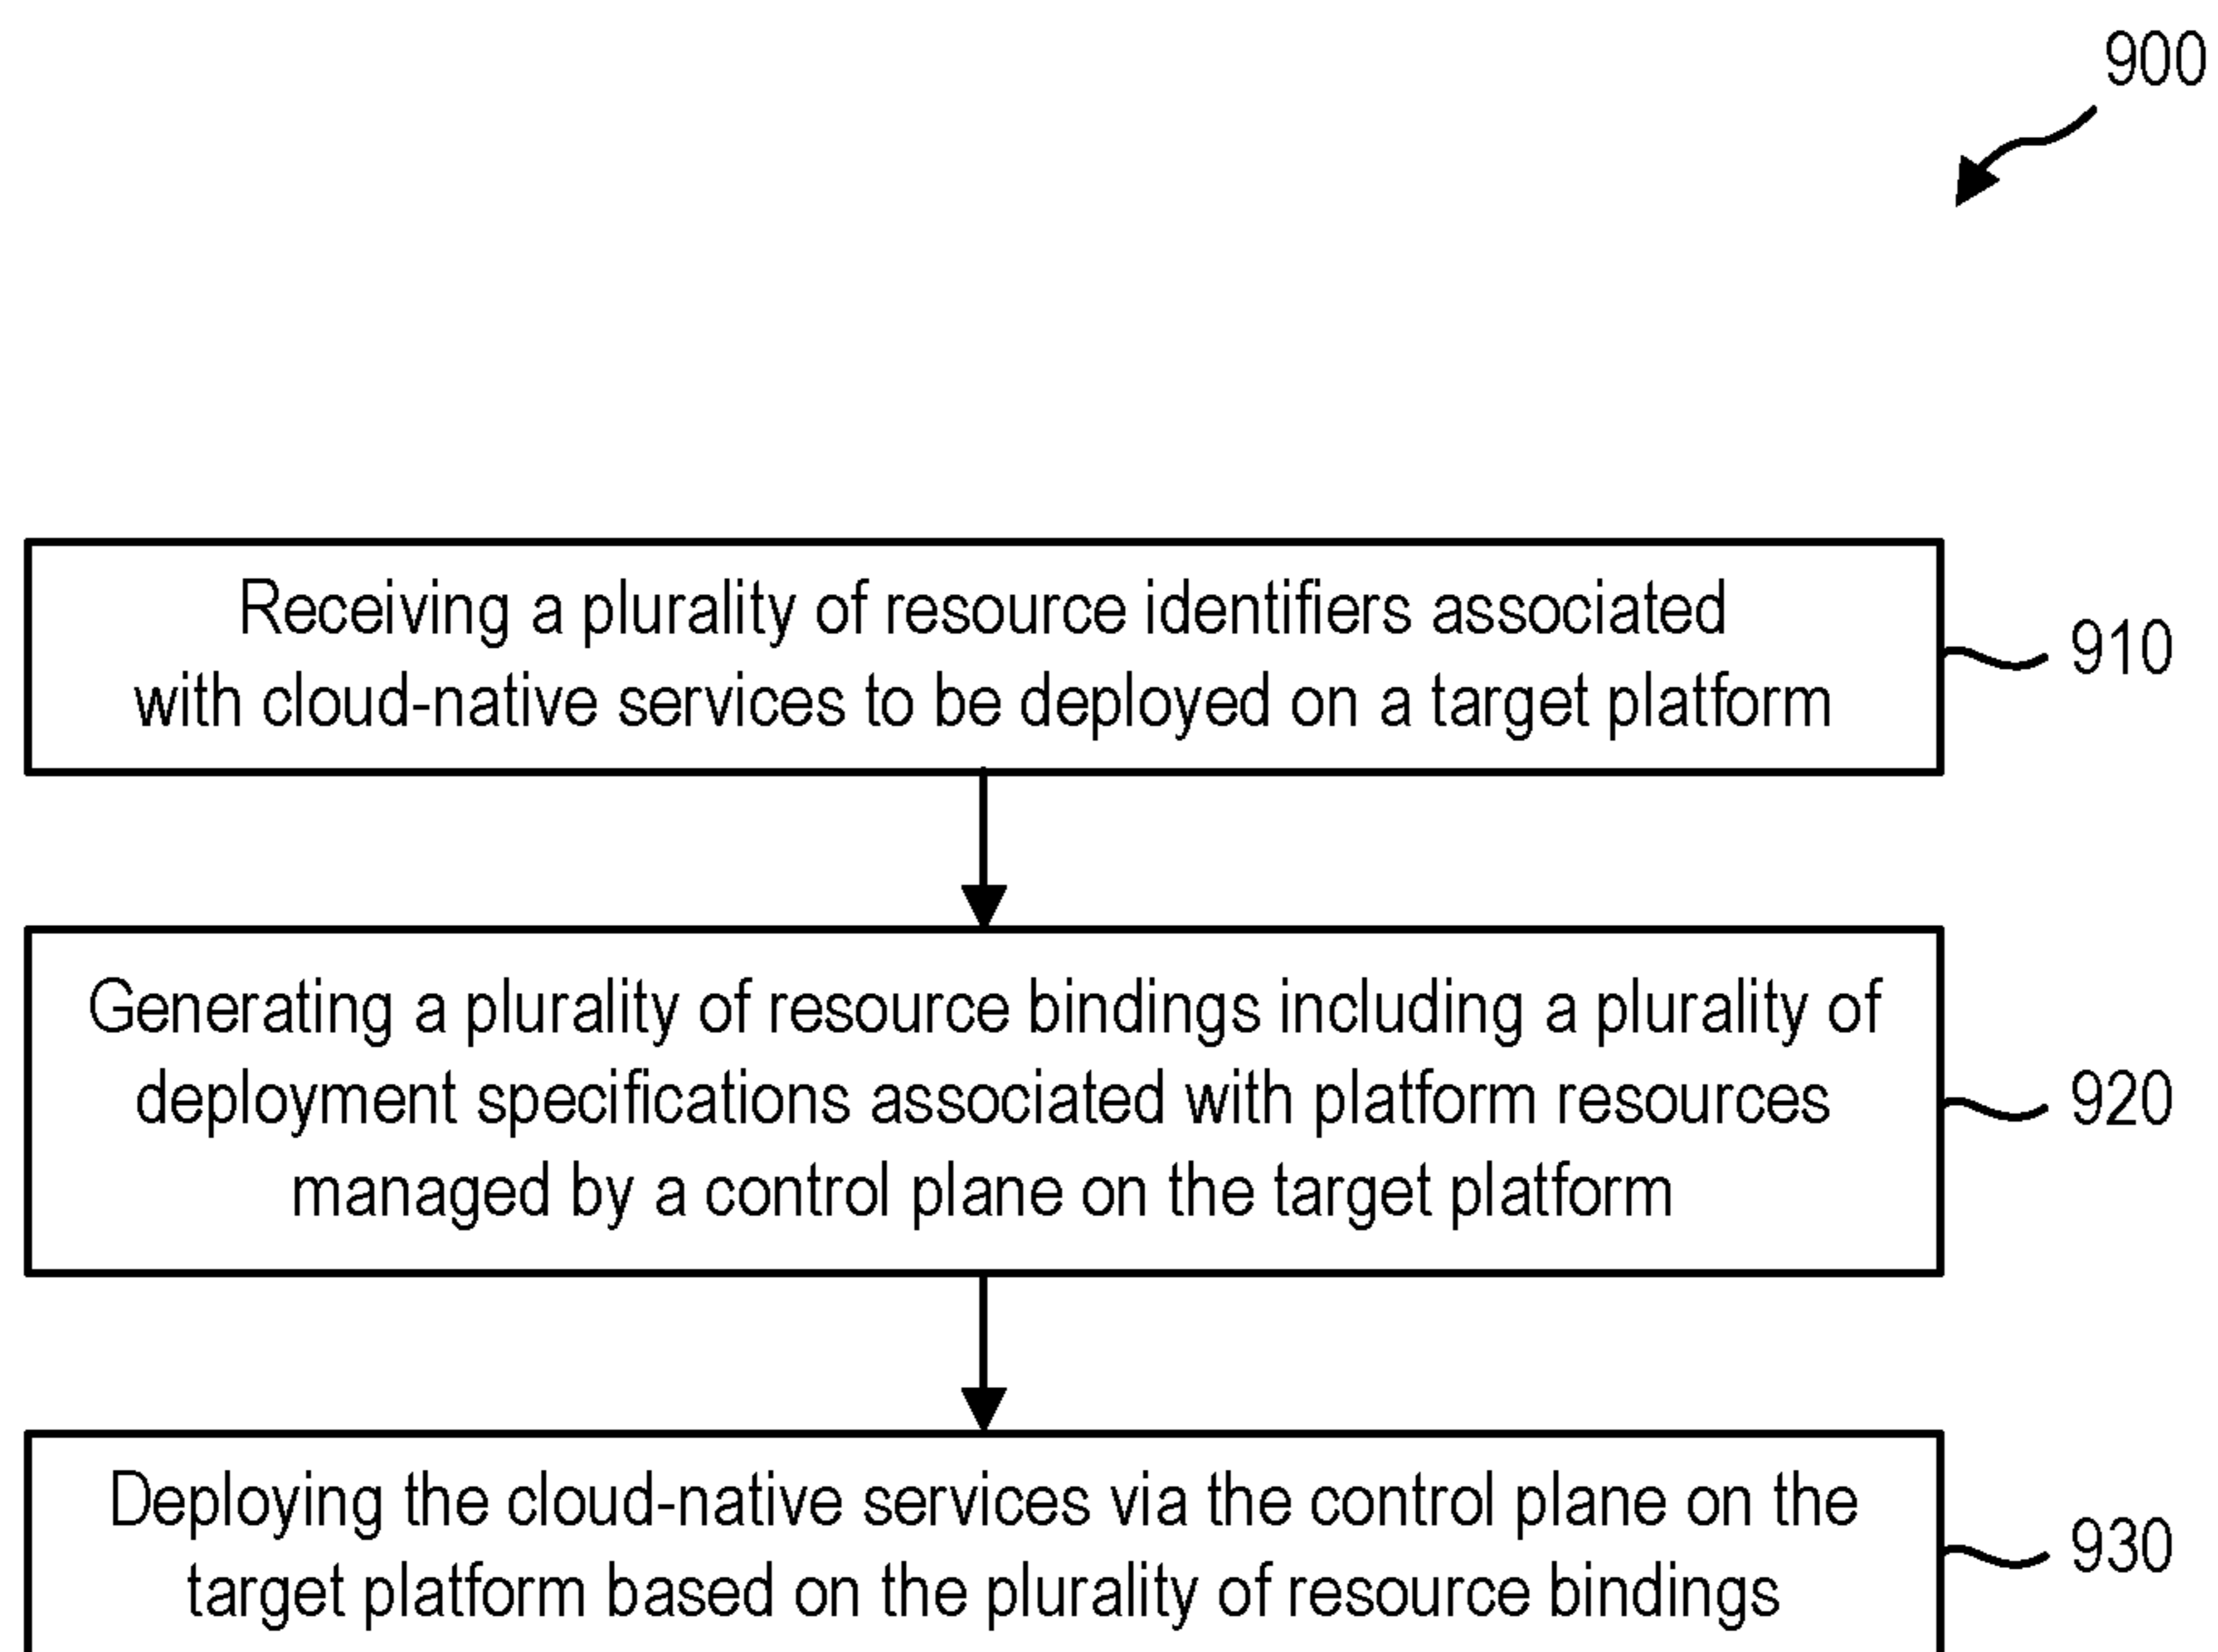 900
Receiving a plurality of resource identifiers associated
with cloud-native services to be deployed on a target platform
910
Generating a plurality of resource bindings including a plurality of
deployment specifications associated with platform resources
managed by a control plane on the target platform
920
Deploying the cloud-native services via the control plane on the
target platform based on the plurality of resource bindings
930